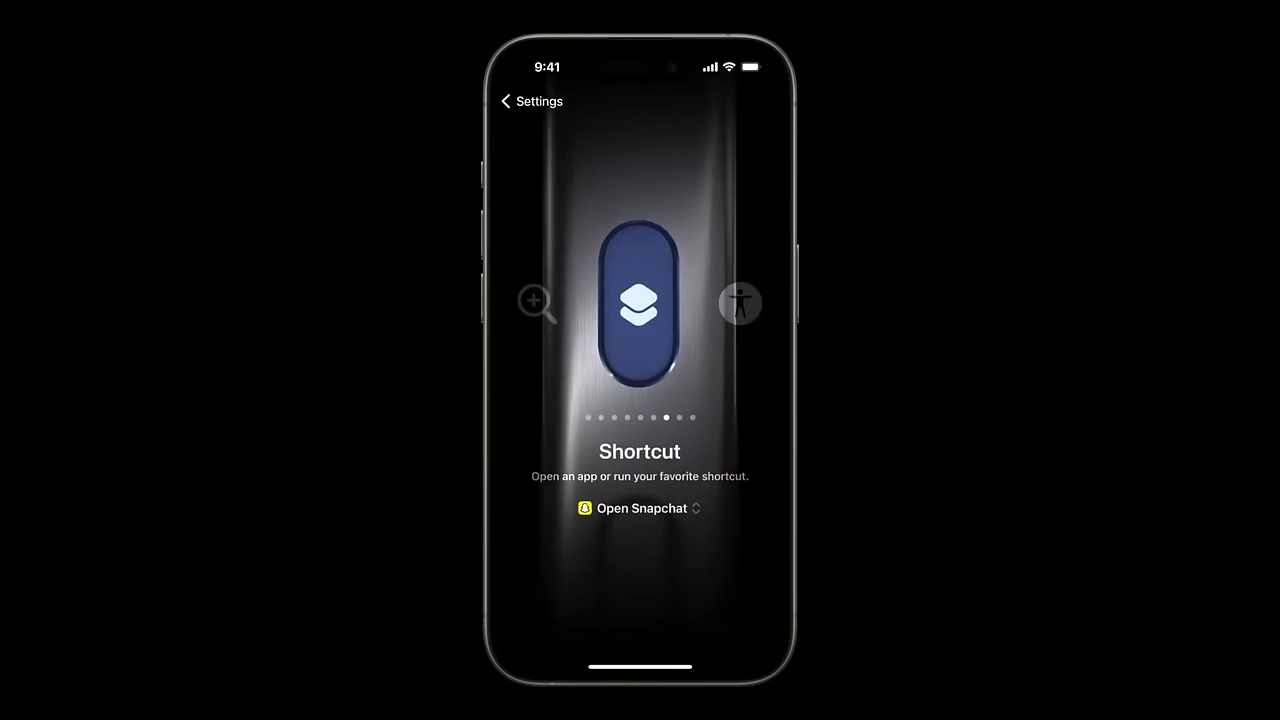 9:41
Settings
Shortcut
Open an app or run your favorite shortcut.
Open Snapchat